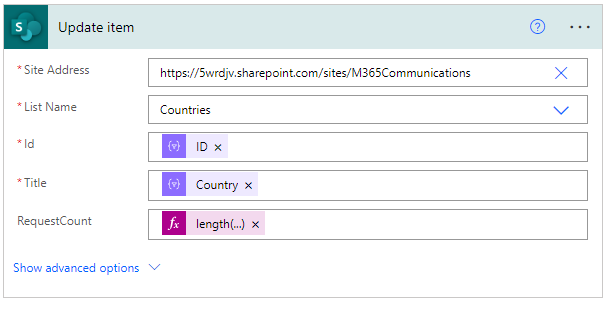 Update item
* Site Address
https://5wrdjv.sharepoint.com/sites/M365Communications
* List Name
Countries
* Id
{v} ID ×
* Title
{v} Country ×
RequestCount
fx length(...) ×
Show advanced options